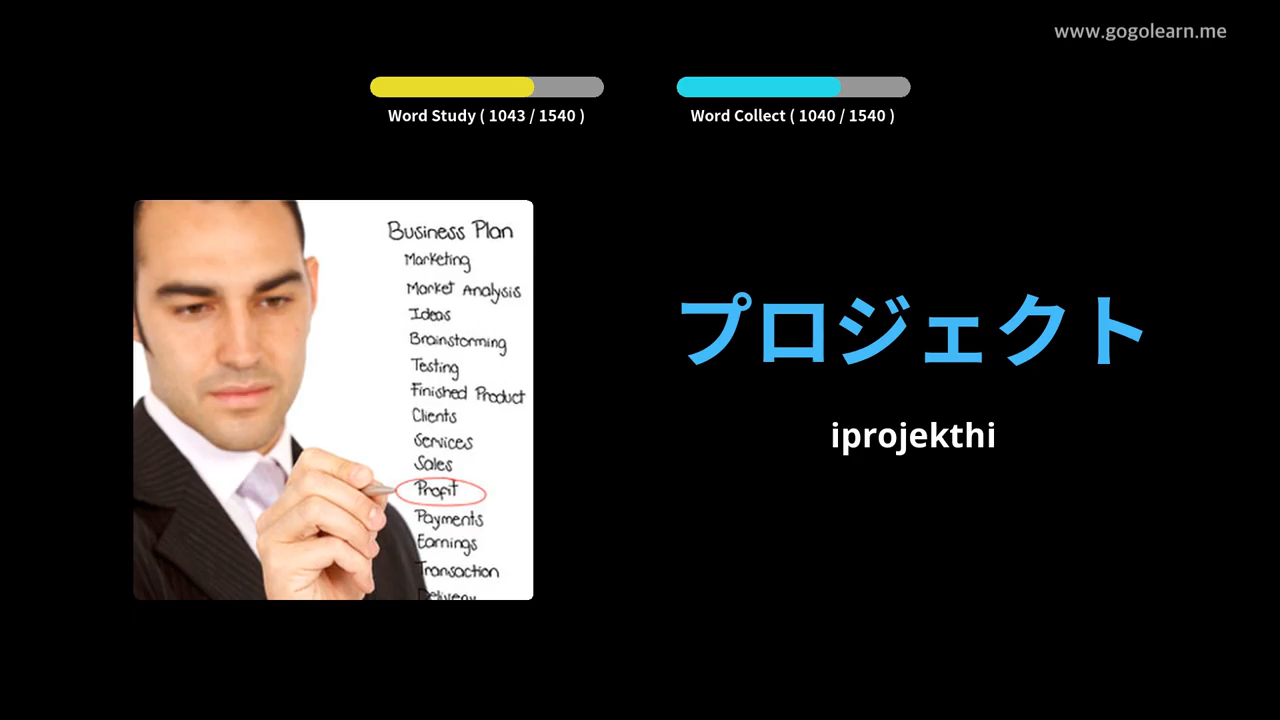 www.gogolearn.me
Word Study ( 1043 / 1540 )
Word Collect ( 1040 / 1540 )
Business Plan
Marketing
Market Analysis
Ideas
Brainstorming
Testing
Finished Product
Clients
Services
Sales
Profit
Payments
Earnings
Transaction
Delivery
プロジェクト
iprojekthi